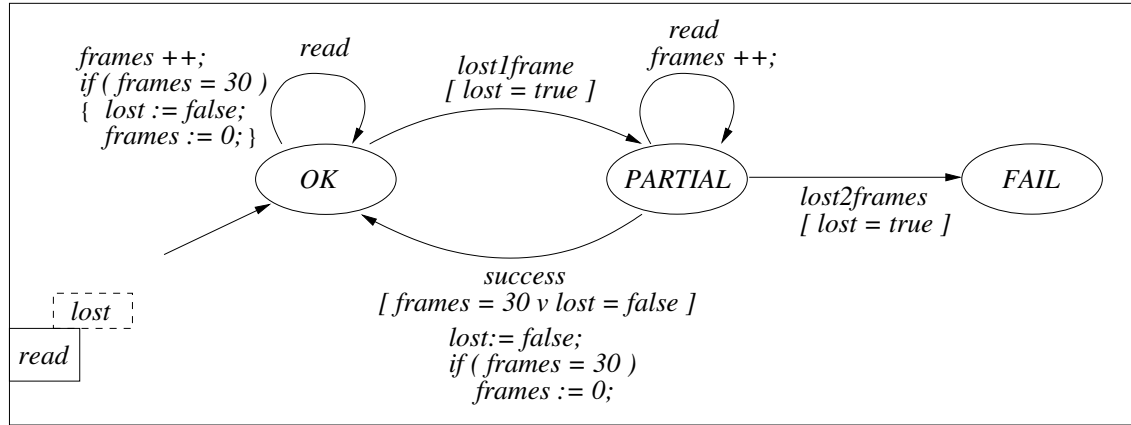 frames ++;
if ( frames = 30 )
{ lost := false;
frames := 0; }
read
lost1frame
[ lost = true ]
read
frames ++;
OK
PARTIAL
FAIL
lost2frames
[ lost = true ]
success
[ frames = 30 v lost = false ]
lost:= false;
if ( frames = 30 )
frames := 0;
lost
read